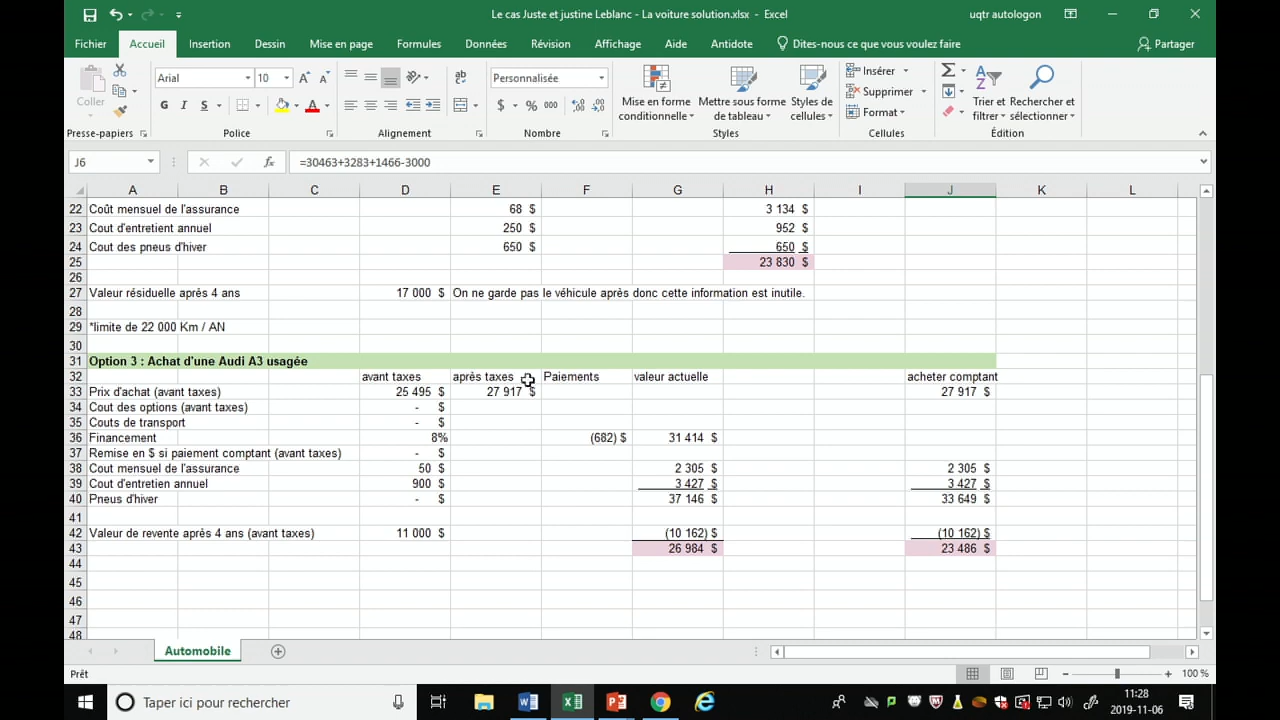 Le cas Juste et justine Leblanc - La voiture solution.xlsx - Excel
uqtr autologon
Fichier Accueil Insertion Dessin Mise en page Formules Données Révision Affichage Aide Antidote Dites-nous ce que vous voulez faire Partager
Coller
Presse-papiers
Arial 10
G I S
Police
Alignement
Personnalisée
$ % 000
Nombre
Mise en forme conditionnelle
Mettre sous forme de tableau
Styles de cellules
Styles
Insérer
Supprimer
Format
Cellules
Trier et filtrer
Rechercher et sélectionner
Édition
J6 fx =30463+3283+1466-3000
A B C D E F G H I J K L
22 Coût mensuel de l'assurance 68 $ 3 134 $
23 Cout d'entretient annuel 250 $ 952 $
24 Cout des pneus d'hiver 650 $ 650 $
25 23 830 $
26
27 Valeur résiduelle après 4 ans 17 000 $ On ne garde pas le véhicule après donc cette information est inutile.
28
29 *limite de 22 000 Km / AN
30
31 Option 3 : Achat d'une Audi A3 usagée
32 avant taxes après taxes Paiements valeur actuelle acheter comptant
33 Prix d'achat (avant taxes) 25 495 $ 27 917 $ 27 917 $
34 Cout des options (avant taxes) - $
35 Couts de transport - $
36 Financement 8% (682) $ 31 414 $
37 Remise en $ si paiement comptant (avant taxes) - $
38 Cout mensuel de l'assurance 50 $ 2 305 $ 2 305 $
39 Cout d'entretien annuel 900 $ 3 427 $ 3 427 $
40 Pneus d'hiver - $ 37 146 $ 33 649 $
41
42 Valeur de revente après 4 ans (avant taxes) 11 000 $ (10 162) $ (10 162) $
43 26 984 $ 23 486 $
44
45
46
47
48
Automobile
Prêt
100 %
Taper ici pour rechercher
11:28
2019-11-06